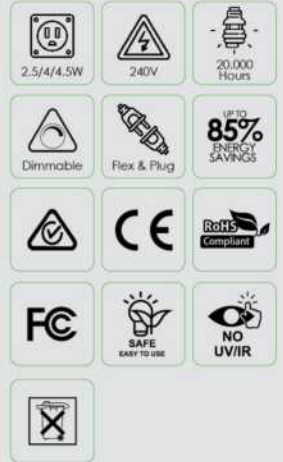 2.5/4/4.5W
240V
20.000
Hours
Dimmable
Flex & Plug
UP TO
85%
ENERGY
SAVINGS
CE
RoHS
Compliant
FC
SAFE
EASY TO USE
NO
UV/IR